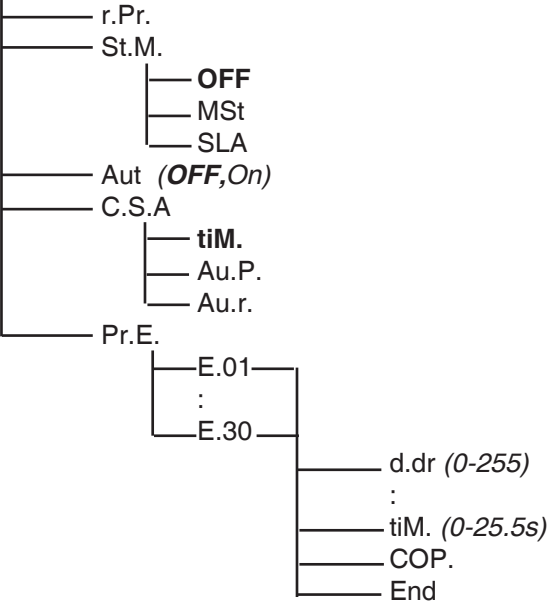 r.Pr.
St.M.
OFF
MSt
SLA
Aut (OFF,On)
C.S.A
tiM.
Au.P.
Au.r.
Pr.E.
E.01
:
E.30
d.dr (0-255)
:
tiM. (0-25.5s)
COP.
End